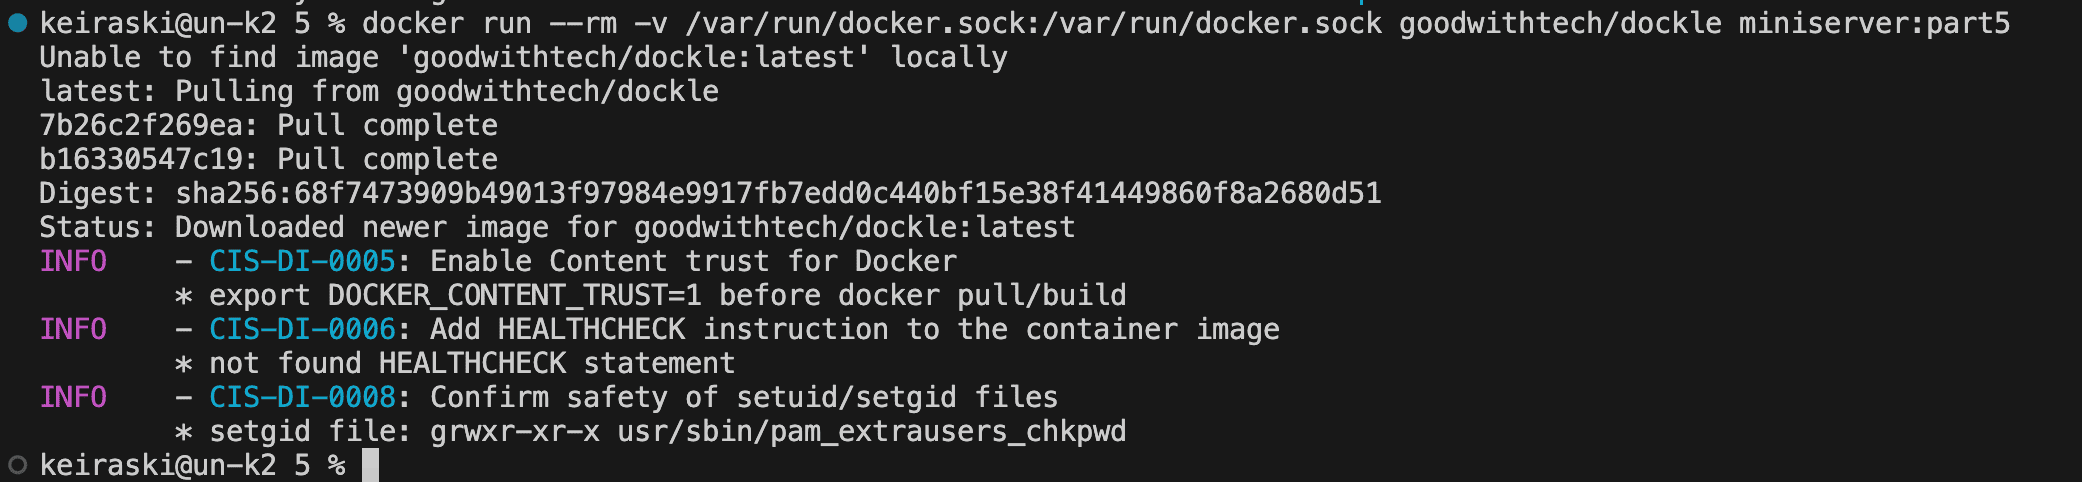 keiraski@un-k2 5 % docker run --rm -v /var/run/docker.sock:/var/run/docker.sock goodwithtech/dockle miniserver:part5
Unable to find image 'goodwithtech/dockle:latest' locally
latest: Pulling from goodwithtech/dockle
7b26c2f269ea: Pull complete
b16330547c19: Pull complete
Digest: sha256:68f7473909b49013f97984e9917fb7edd0c440bf15e38f41449860f8a2680d51
Status: Downloaded newer image for goodwithtech/dockle:latest
INFO    - CIS-DI-0005: Enable Content trust for Docker
        * export DOCKER_CONTENT_TRUST=1 before docker pull/build
INFO    - CIS-DI-0006: Add HEALTHCHECK instruction to the container image
        * not found HEALTHCHECK statement
INFO    - CIS-DI-0008: Confirm safety of setuid/setgid files
        * setgid file: grwxr-xr-x usr/sbin/pam_extrausers_chkpwd
keiraski@un-k2 5 %